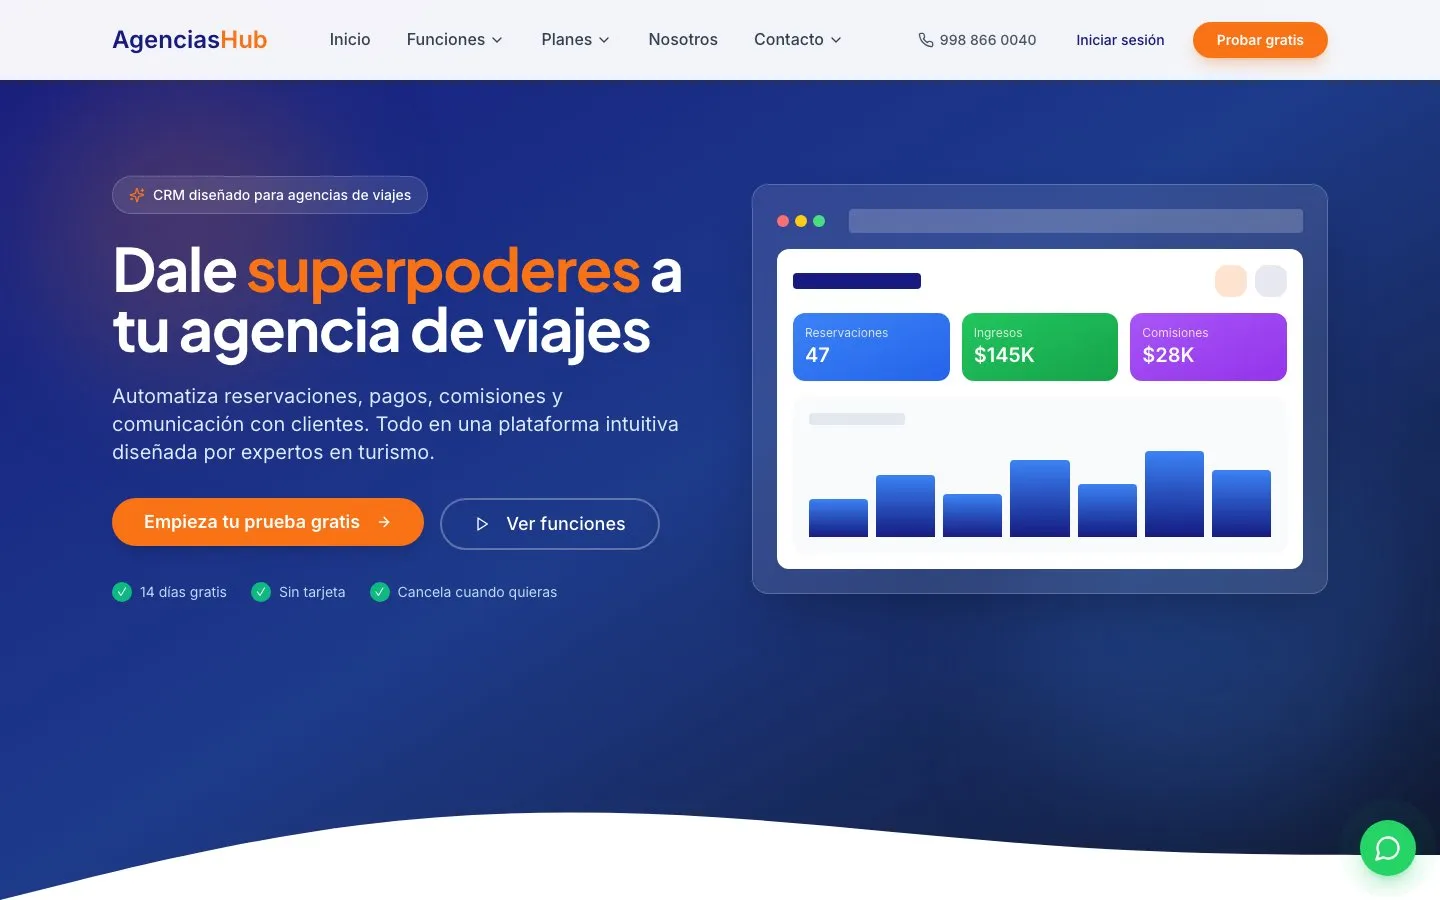 AgenciasHub
Inicio
Funciones
Planes
Nosotros
Contacto
998 866 0040
Iniciar sesión
Probar gratis
CRM diseñado para agencias de viajes
Dale superpoderes a
tu agencia de viajes
Automatiza reservaciones, pagos, comisiones y
comunicación con clientes. Todo en una plataforma intuitiva
diseñada por expertos en turismo.
Empieza tu prueba gratis
Ver funciones
14 días gratis
Sin tarjeta
Cancela cuando quieras
Reservaciones
47
Ingresos
$145K
Comisiones
$28K